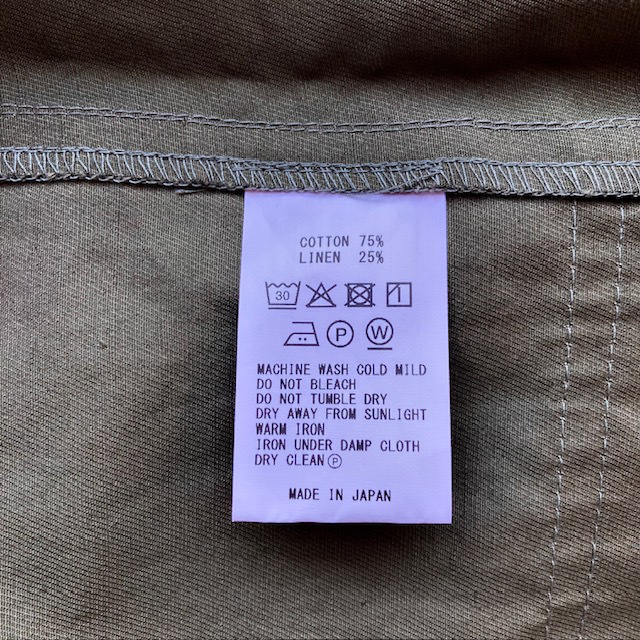 COTTON 75%
LINEN 25%
30
P W
MACHINE WASH COLD MILD
DO NOT BLEACH
DO NOT TUMBLE DRY
DRY AWAY FROM SUNLIGHT
WARM IRON
IRON UNDER DAMP CLOTH
DRY CLEAN Ⓟ
MADE IN JAPAN